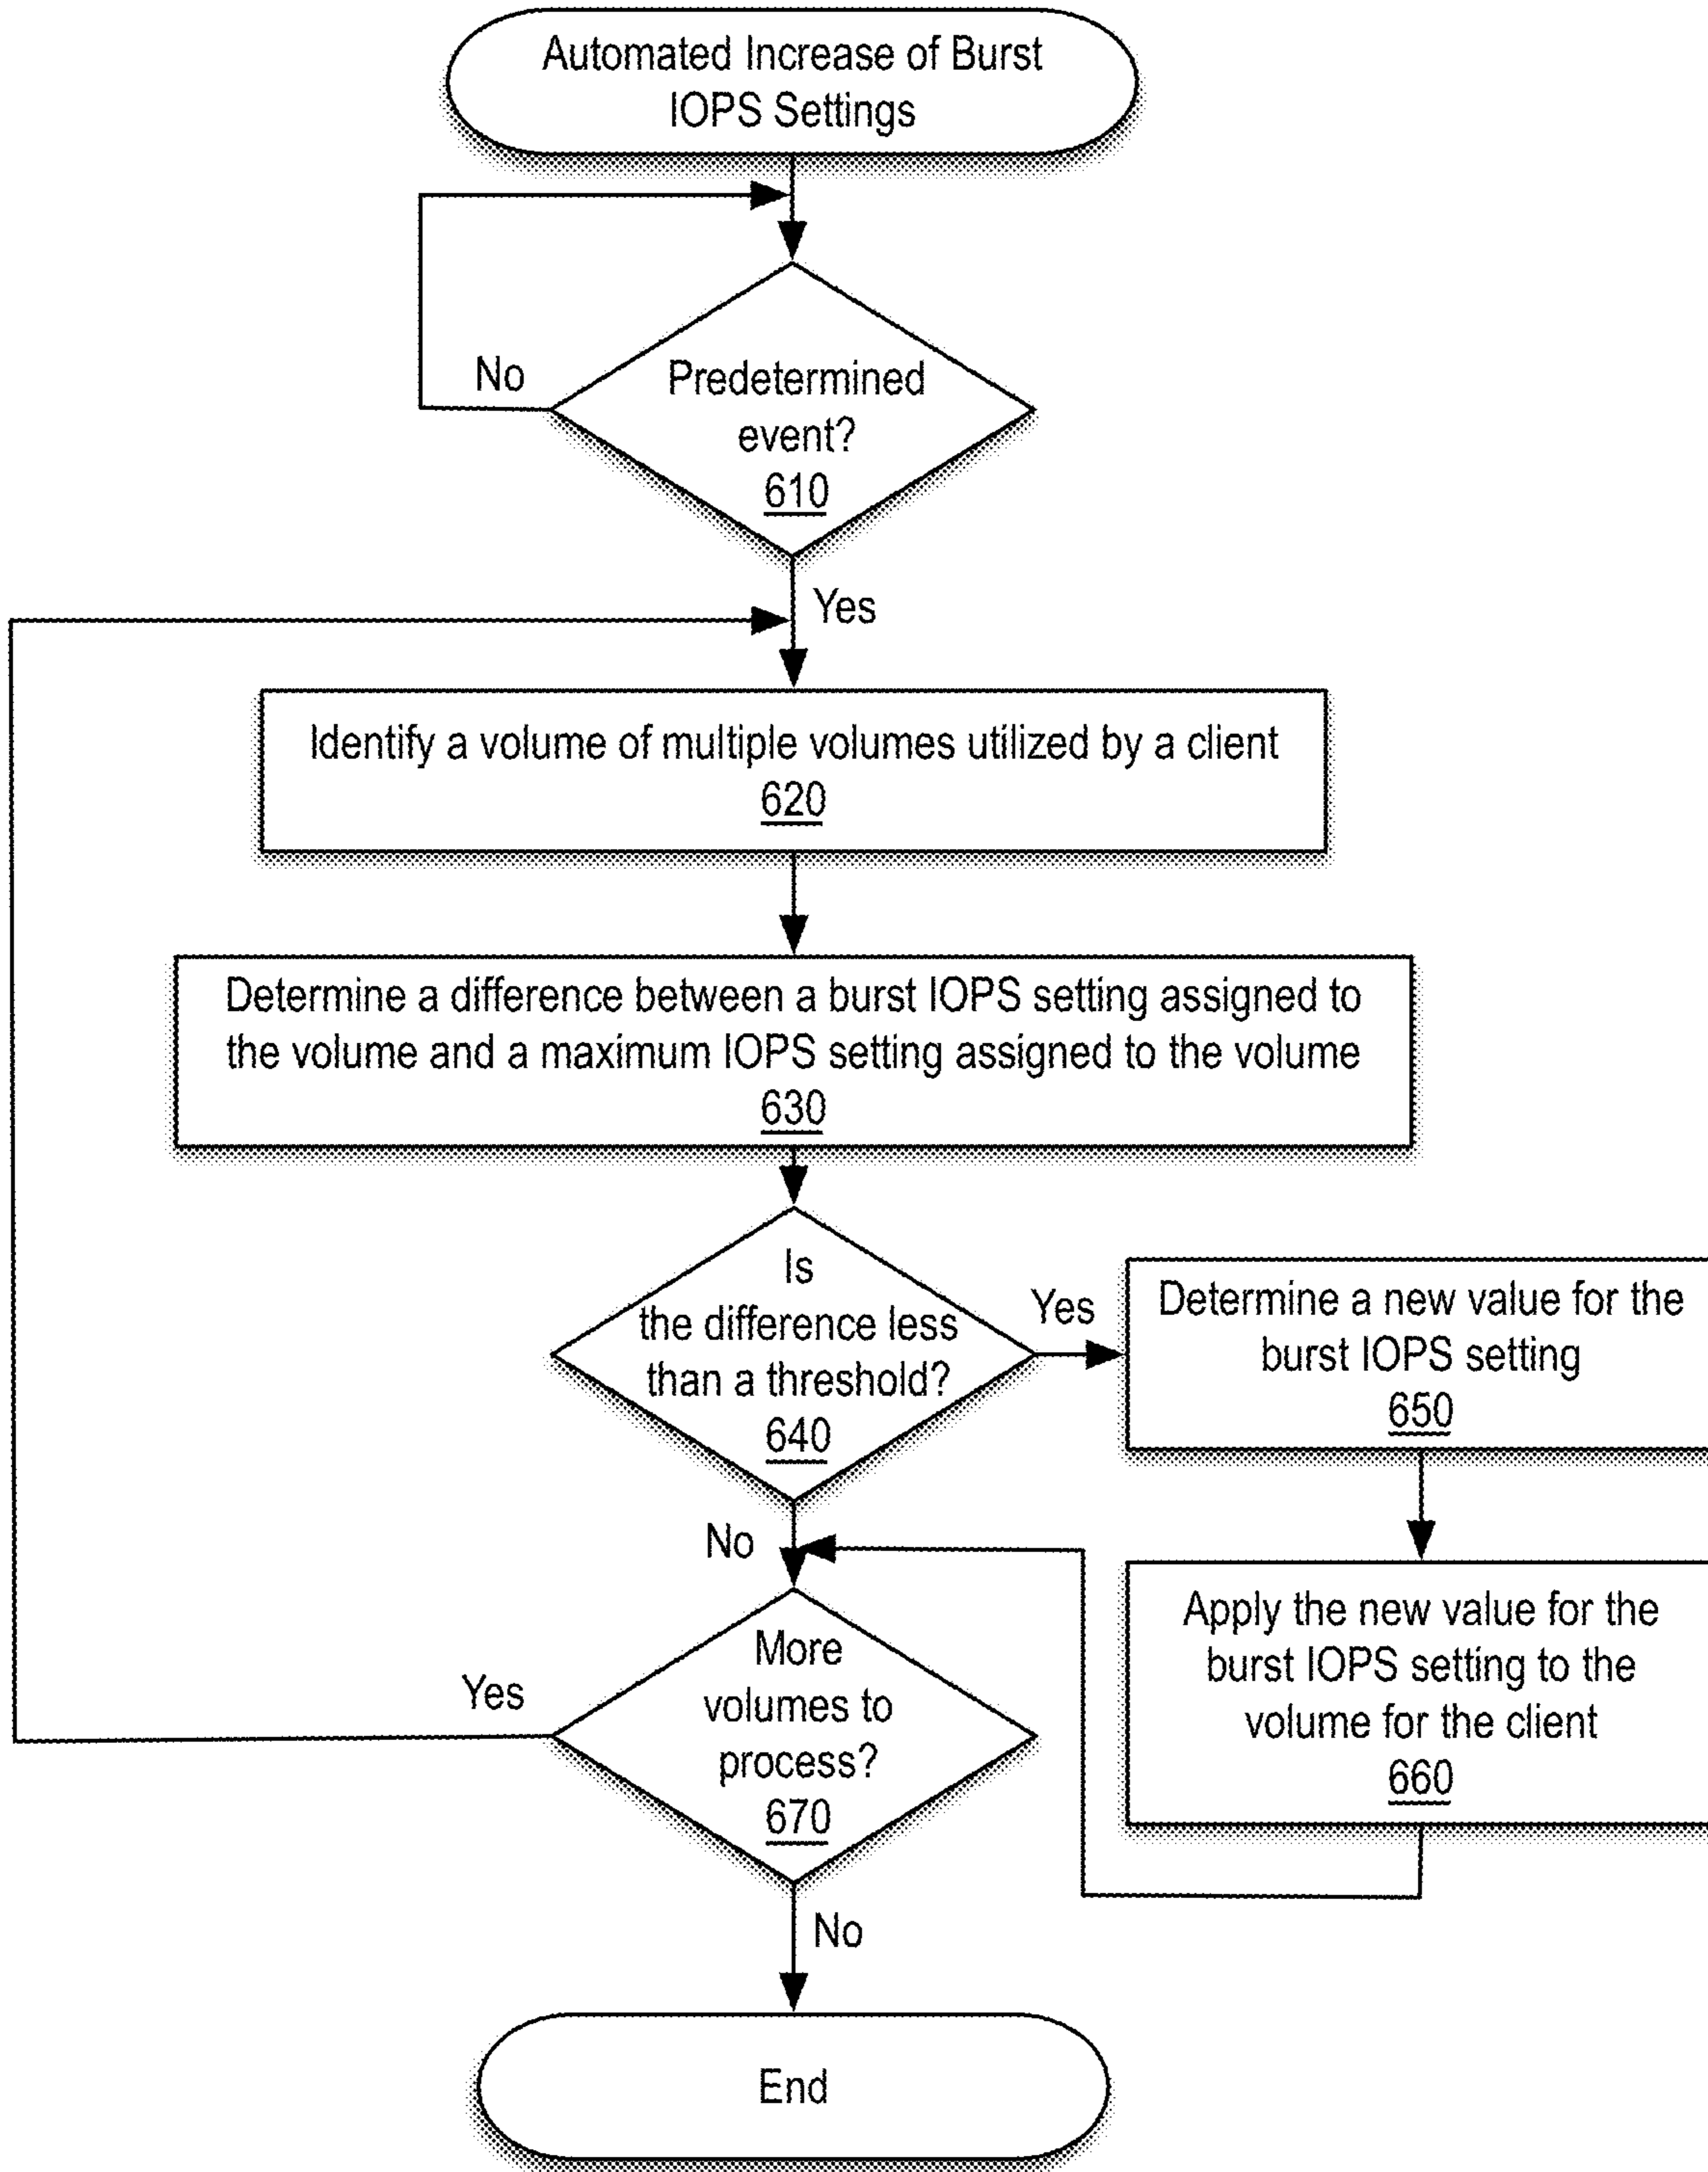 Automated Increase of Burst
IOPS Settings
No
Predetermined
event?
610
Yes
Identify a volume of multiple volumes utilized by a client
620
Determine a difference between a burst IOPS setting assigned to
the volume and a maximum IOPS setting assigned to the volume
630
Is
the difference less
than a threshold?
640
Yes
Determine a new value for the
burst IOPS setting
650
No
Apply the new value for the
burst IOPS setting to the
volume for the client
660
Yes
More
volumes to
process?
670
No
End